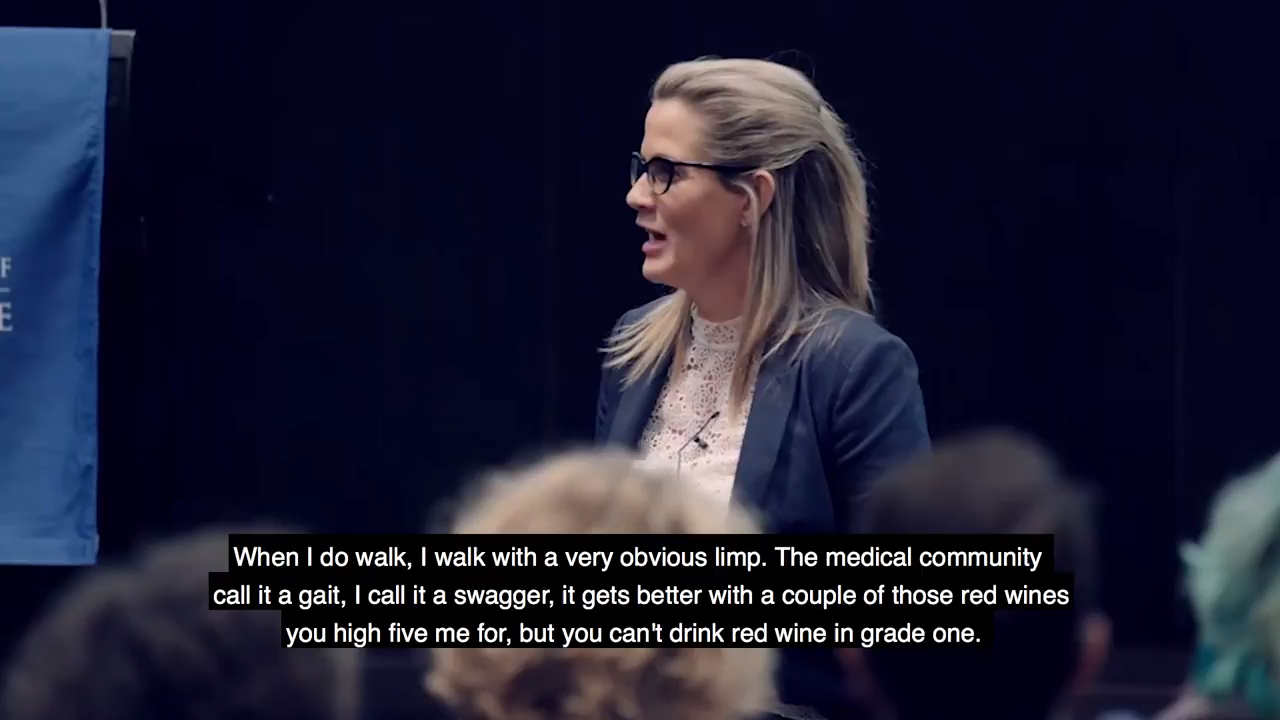 F
E
When I do walk, I walk with a very obvious limp. The medical community
call it a gait, I call it a swagger, it gets better with a couple of those red wines
you high five me for, but you can't drink red wine in grade one.